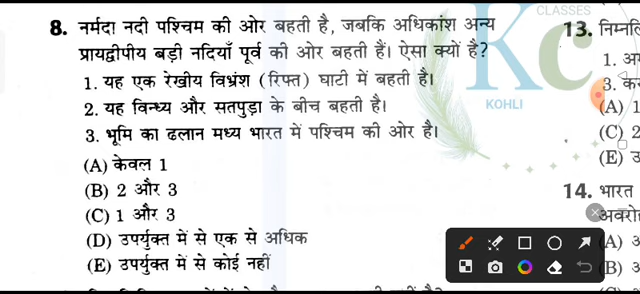 CLASSES
8. नर्मदा नदी पश्चिम की ओर बहती है, जबकि अधिकांश अन्य
प्रायद्वीपीय बड़ी नदियाँ पूर्व की ओर बहती हैं। ऐसा क्यों है?
1. यह एक रेखीय विभ्रंश (रिफ्ट) घाटी में बहती है।
2. यह विन्ध्य और सतपुड़ा के बीच बहती है।
3. भूमि का ढलान मध्य भारत में पश्चिम की ओर है।
(A) केवल 1
(B) 2 और 3
(C) 1 और 3
(D) उपर्युक्त में से एक से अधिक
(E) उपर्युक्त में से कोई नहीं
KC
KOHLI
13.
1.
3.
(A) 1
(C) 2
(E)
14. भारत
(A)
(B)